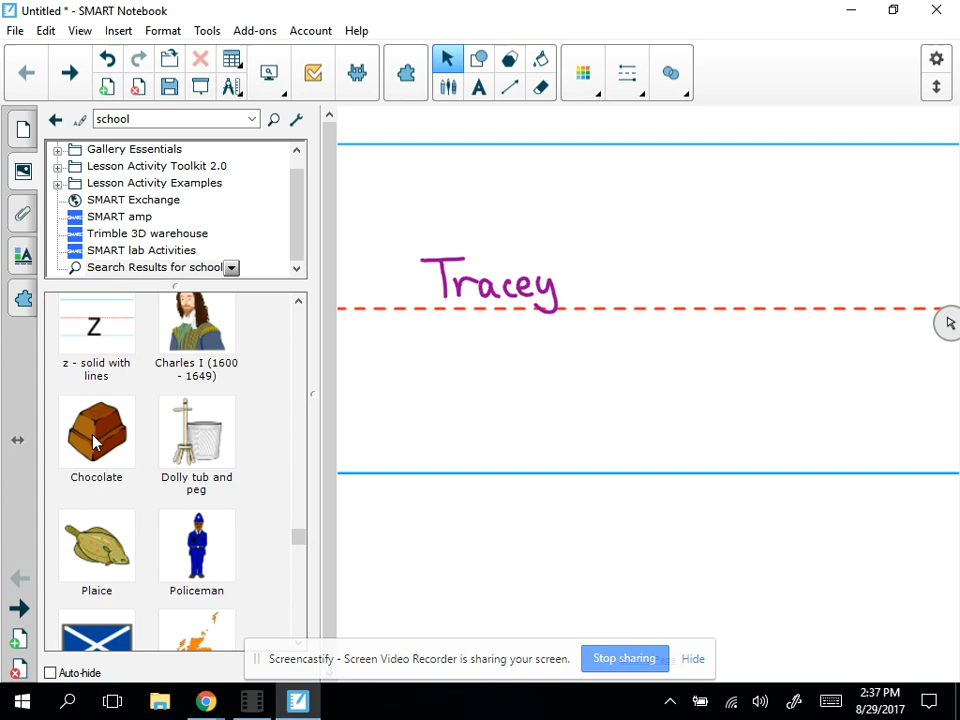 Untitled * - SMART Notebook
File Edit View Insert Format Tools Add-ons Account Help
school
Gallery Essentials
Lesson Activity Toolkit 2.0
Lesson Activity Examples
SMART Exchange
SMART amp
Trimble 3D warehouse
SMART lab Activities
Search Results for school
Tracey
z
z - solid with
lines
Charles I (1600
- 1649)
Chocolate
Dolly tub and
peg
Plaice
Policeman
Screencastify - Screen Video Recorder is sharing your screen.
Stop sharing
Hide
Auto-hide
2:37 PM
8/29/2017